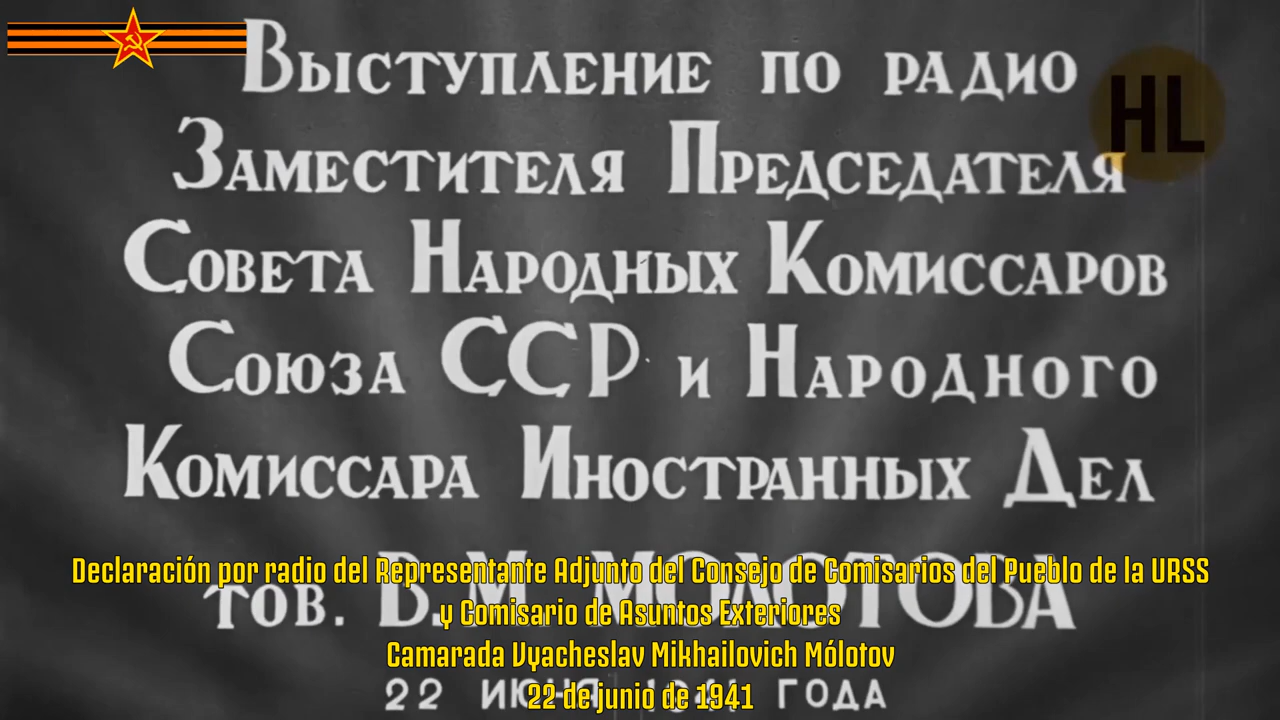 Выступление по радио
HL
Заместителя Председателя
Совета Народных Комиссаров
Союза ССР и Народного
Комиссара Иностранных Дел
Declaración por radio del Representante Adjunto del Consejo de Comisarios del Pueblo de la URSS
тов. В.М. МОЛОТОВА
y Comisario de Asuntos Exteriores
Camarada Vyacheslav Mikhailovich Mólotov
22 ИЮНЯ 1941 ГОДА
22 de junio de 1941